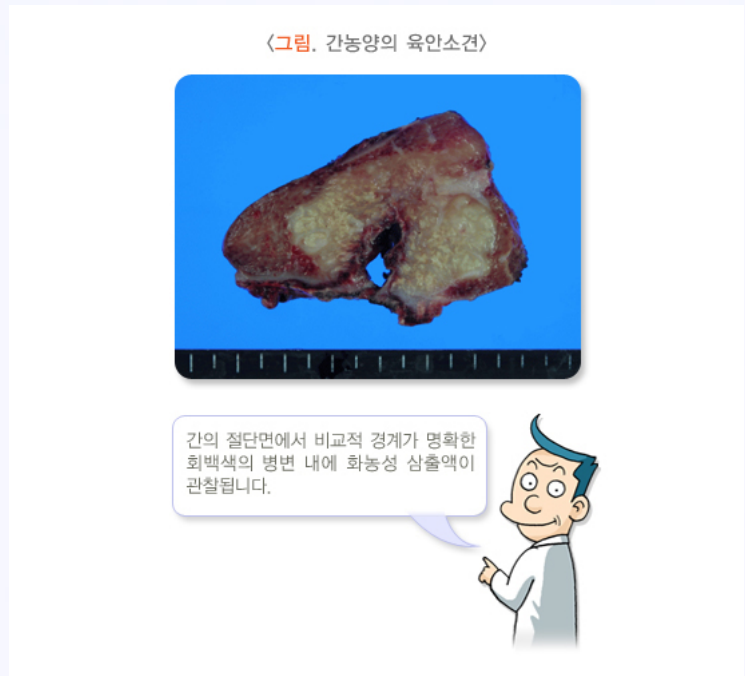 <그림. 간농양의 육안소견>
간의 절단면에서 비교적 경계가 명확한
회백색의 병변 내에 화농성 삼출액이
관찰됩니다.